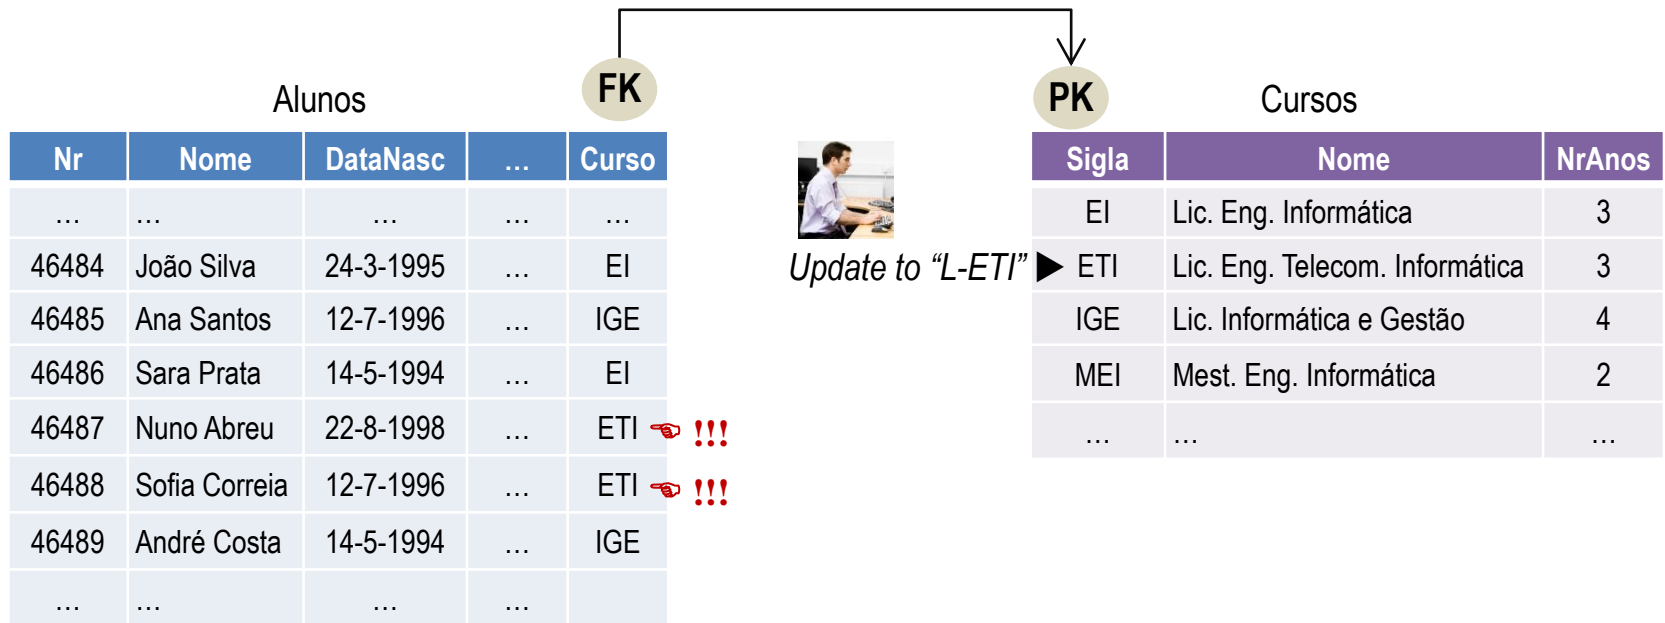 FK
PK
Alunos
Cursos
Nr Nome DataNasc … Curso
… … … … …
46484 João Silva 24-3-1995 … EI
46485 Ana Santos 12-7-1996 … IGE
46486 Sara Prata 14-5-1994 … EI
46487 Nuno Abreu 22-8-1998 … ETI !!!
46488 Sofia Correia 12-7-1996 … ETI !!!
46489 André Costa 14-5-1994 … IGE
… … … …
Update to “L-ETI”
Sigla Nome NrAnos
EI Lic. Eng. Informática 3
ETI Lic. Eng. Telecom. Informática 3
IGE Lic. Informática e Gestão 4
MEI Mest. Eng. Informática 2
… … …